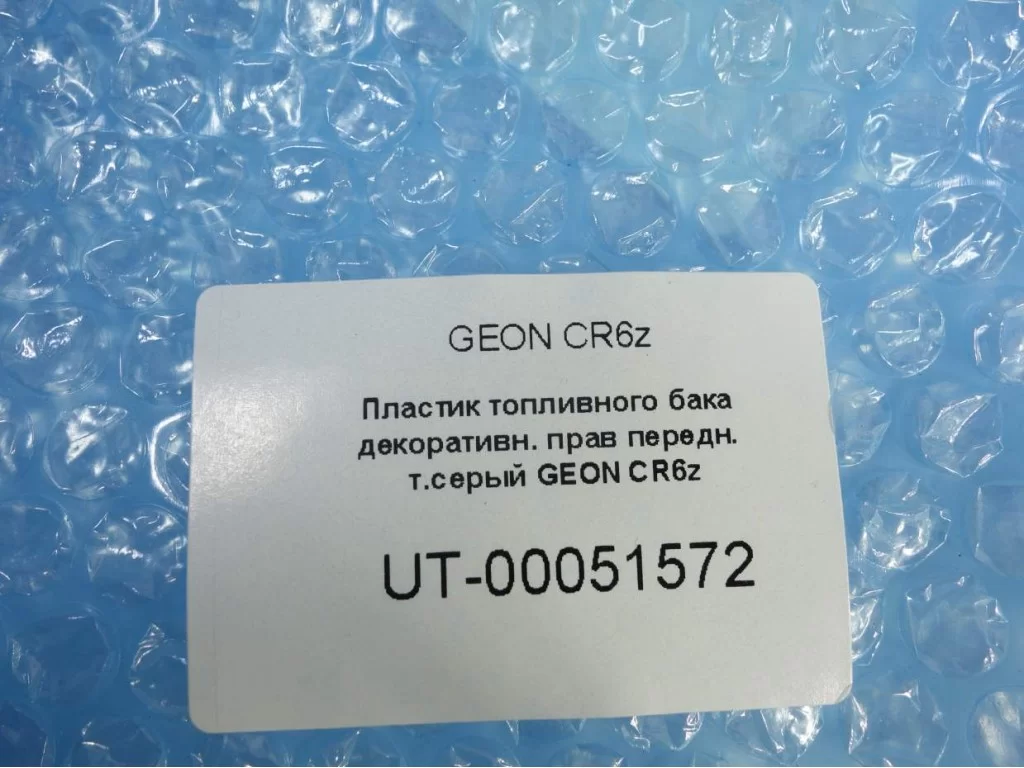 GEON CR6z
Пластик топливного бака
декоративн. прав передн.
т.серый GEON CR6z
UT-00051572